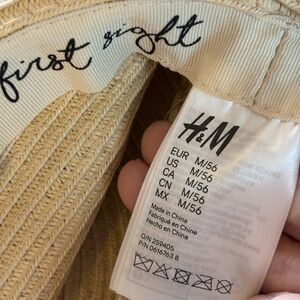 first sight
H&M
EUR M/56
US M/56
CA M/56
CN M/56
MX M/56
Made in China
Fabriqué en Chine
Hecho en China
O/N 259405
P/N 0616763 8